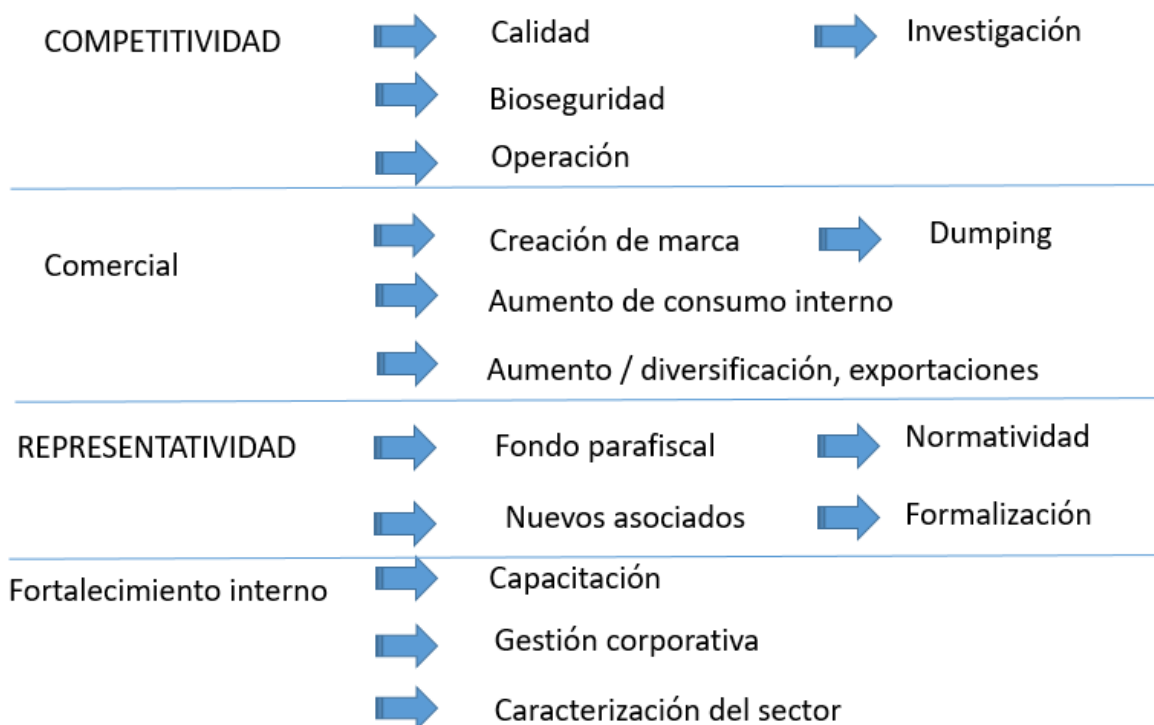 COMPETITIVIDAD
Calidad
Investigación
Bioseguridad
Operación
Comercial
Creación de marca
Dumping
Aumento de consumo interno
Aumento / diversificación, exportaciones
REPRESENTATIVIDAD
Fondo parafiscal
Normatividad
Nuevos asociados
Formalización
Fortalecimiento interno
Capacitación
Gestión corporativa
Caracterización del sector